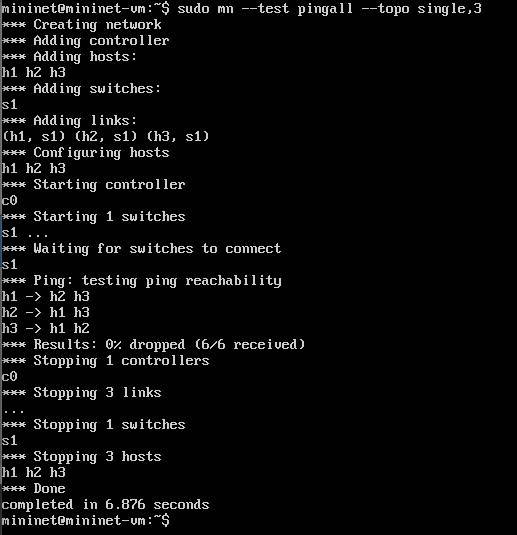 mininet@mininet-vm:~$ sudo mn --test pingall --topo single,3
*** Creating network
*** Adding controller
*** Adding hosts:
h1 h2 h3
*** Adding switches:
s1
*** Adding links:
(h1, s1) (h2, s1) (h3, s1)
*** Configuring hosts
h1 h2 h3
*** Starting controller
c0
*** Starting 1 switches
s1 ...
*** Waiting for switches to connect
s1
*** Ping: testing ping reachability
h1 -> h2 h3
h2 -> h1 h3
h3 -> h1 h2
*** Results: 0% dropped (6/6 received)
*** Stopping 1 controllers
c0
*** Stopping 3 links
...
*** Stopping 1 switches
s1
*** Stopping 3 hosts
h1 h2 h3
*** Done
completed in 6.876 seconds
mininet@mininet-vm:~$